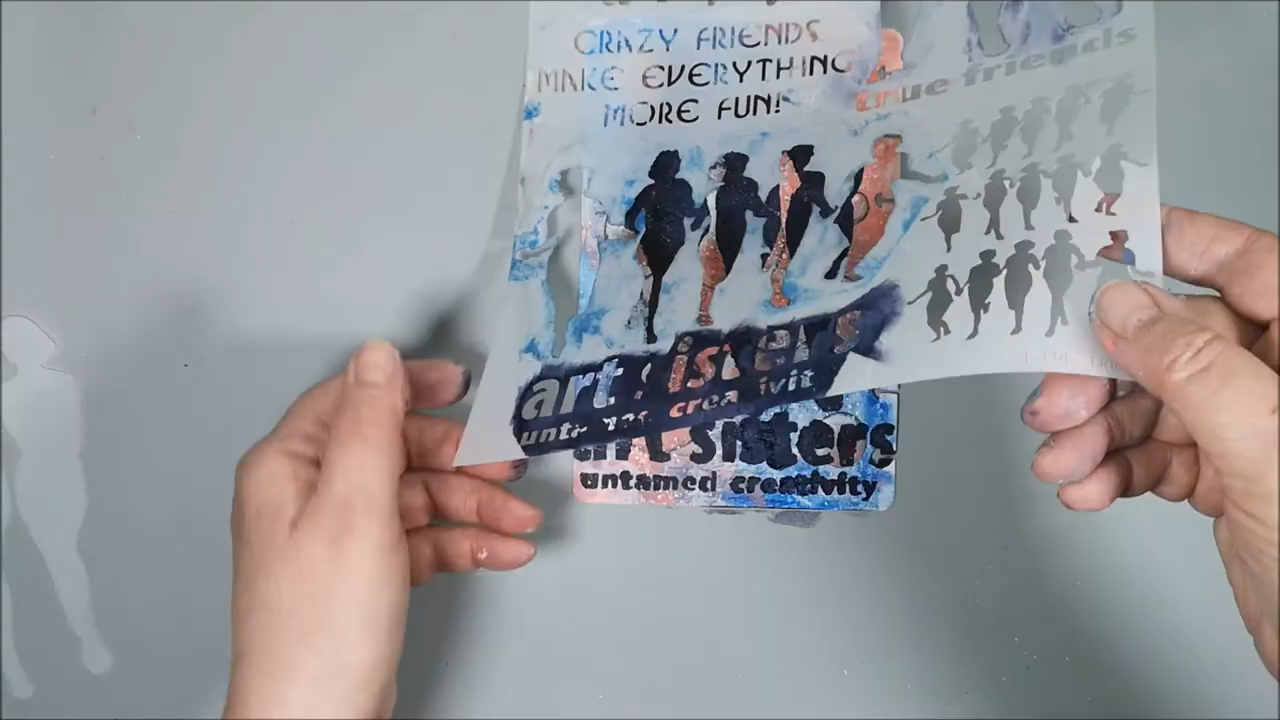 CRAZY FRIENDS
MAKE EVERYTHING
MORE FUN!
true friends
art sisters
art sisters
untamed creativity